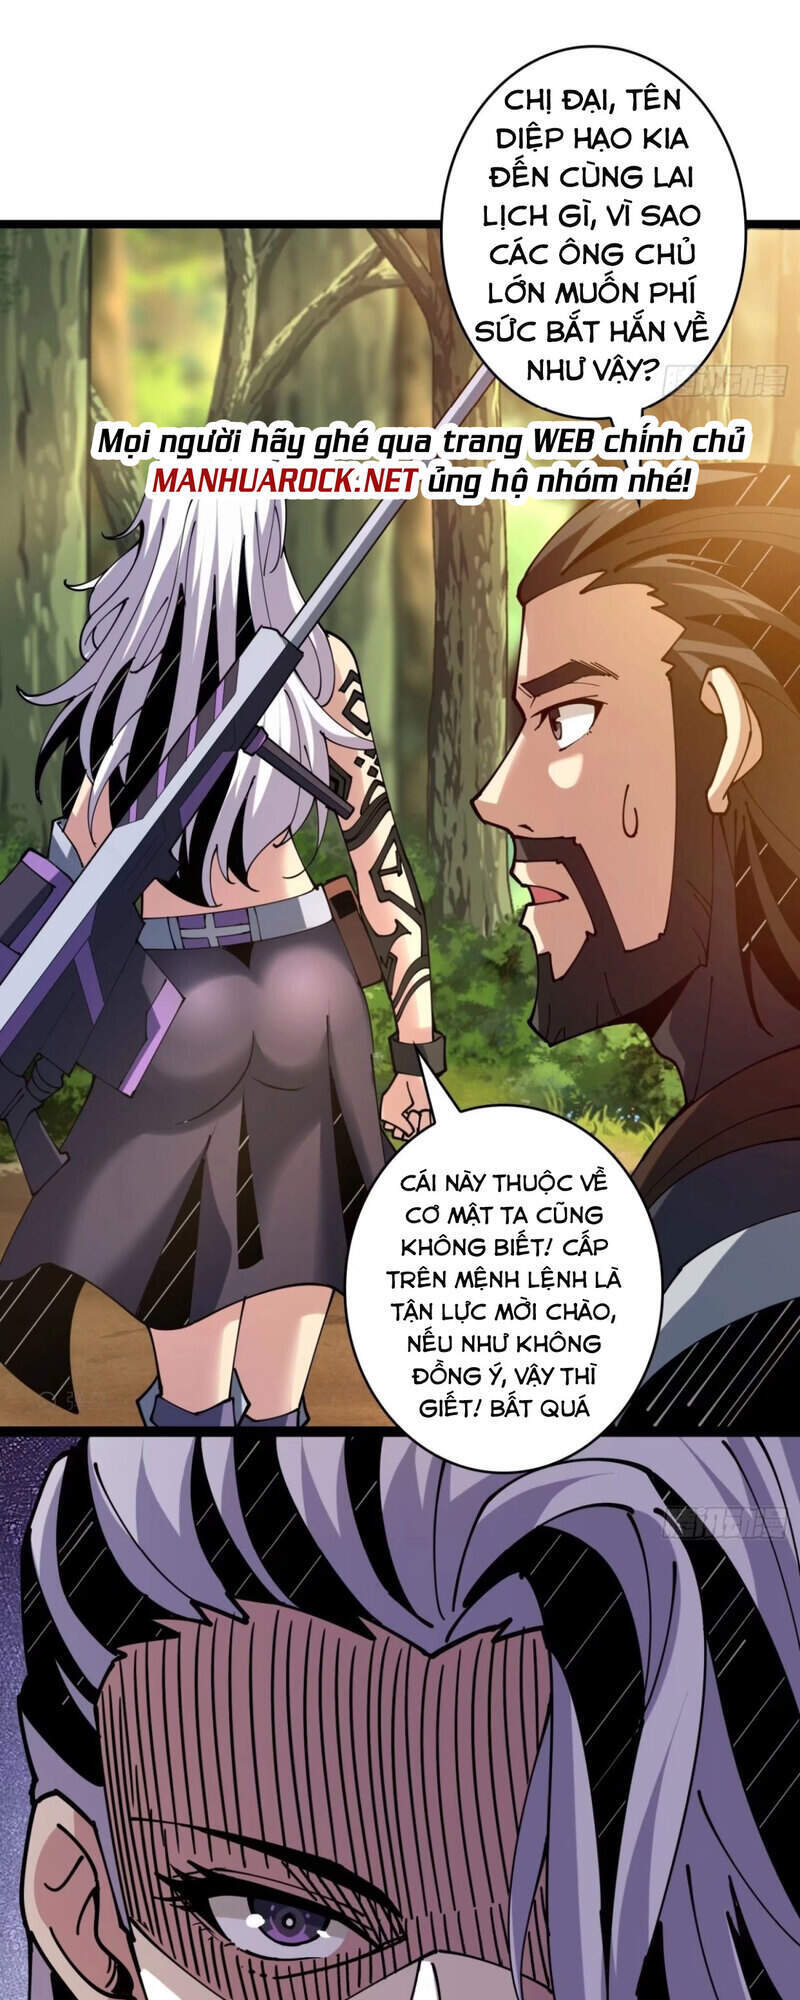 CHỊ ĐẠI, TÊN
DIỆP HẠO KIA
ĐẾN CÙNG LAI
LỊCH GÌ, VÌ SAO
CÁC ÔNG CHỦ
LỚN MUỐN PHÍ
SỨC BẮT HẮN VỀ
NHƯ VẬY?
Mọi người hãy ghé qua trang WEB chính chủ
MANHUAROCK.NET ủng hộ nhóm nhé!
CÁI NÀY THUỘC VỀ
CƠ MẬT TA CŨNG
KHÔNG BIẾT! CẤP
TRÊN MỆNH LỆNH LÀ
TẬN LỰC MỜI CHÀO,
NẾU NHƯ KHÔNG
ĐỒNG Ý, VẬY THÌ
GIẾT! BẤT QUÁ